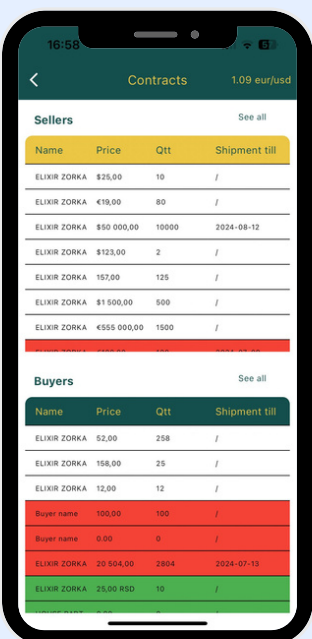 16:58
Contracts 1.09 eur/usd
Sellers See all
Name Price Qtt Shipment till
ELIXIR ZORKA $25,00 10 /
ELIXIR ZORKA €19,00 80 /
ELIXIR ZORKA $50 000,00 10000 2024-08-12
ELIXIR ZORKA $123,00 2 /
ELIXIR ZORKA 157,00 125 /
ELIXIR ZORKA $1 500,00 500 /
ELIXIR ZORKA €555 000,00 1500 /
ELIXIR ZORKA
Buyers See all
Name Price Qtt Shipment till
ELIXIR ZORKA 52,00 258 /
ELIXIR ZORKA 158,00 25 /
ELIXIR ZORKA 12,00 12 /
Buyer name 100,00 100 /
Buyer name 0.00 0 /
ELIXIR ZORKA 20 504,00 2804 2024-07-13
ELIXIR ZORKA 25,00 RSD 10 /